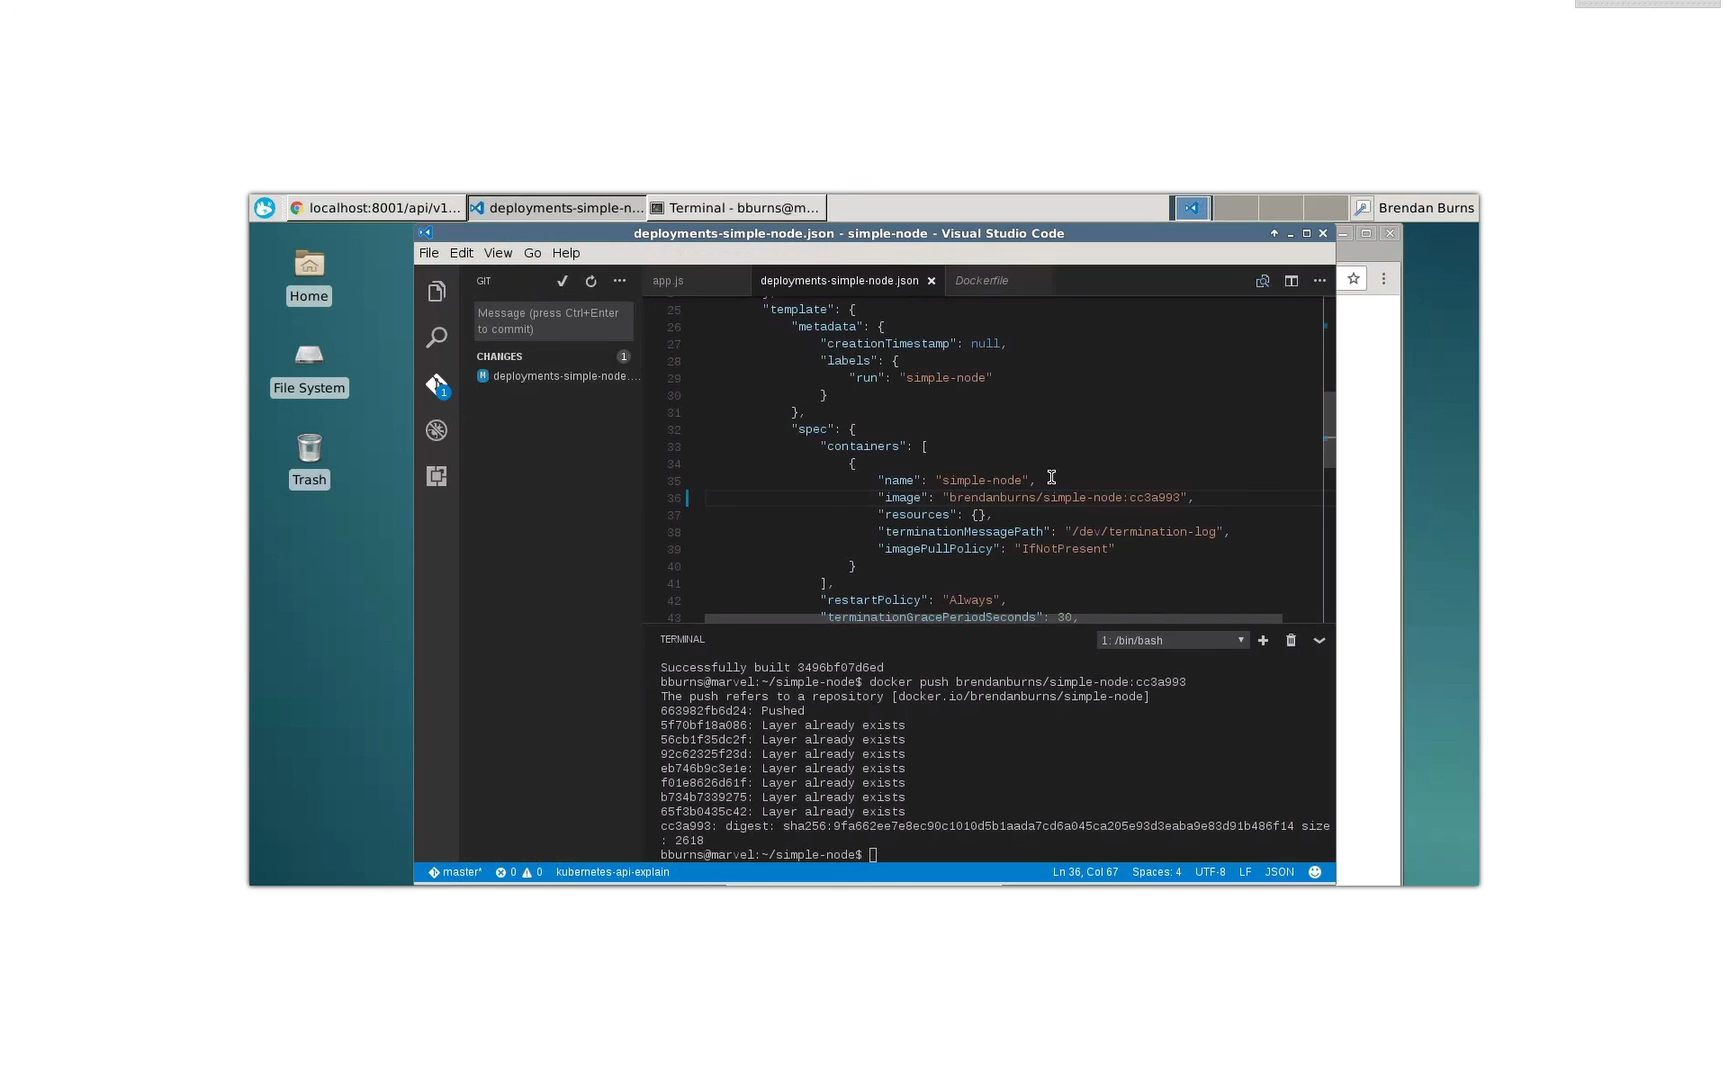 localhost:8001/api/v1...
deployments-simple-n...
Terminal - bburns@m...
Brendan Burns
deployments-simple-node.json - simple-node - Visual Studio Code
File Edit View Go Help
Home
File System
Trash
GIT
Message (press Ctrl+Enter
to commit)
CHANGES 1
deployments-simple-node....
1
app.js deployments-simple-node.json Dockerfile
25 "template": {
26 "metadata": {
27 "creationTimestamp": null,
28 "labels": {
29 "run": "simple-node"
30 }
31 },
32 "spec": {
33 "containers": [
34 {
35 "name": "simple-node",
36 "image": "brendanburns/simple-node:cc3a993",
37 "resources": {},
38 "terminationMessagePath": "/dev/termination-log",
39 "imagePullPolicy": "IfNotPresent"
40 }
41 ],
42 "restartPolicy": "Always",
43 "terminationGracePeriodSeconds": 30,
TERMINAL 1: /bin/bash
Successfully built 3496bf07d6ed
bburns@marvel:~/simple-node$ docker push brendanburns/simple-node:cc3a993
The push refers to a repository [docker.io/brendanburns/simple-node]
663982fb6d24: Pushed
5f70bf18a086: Layer already exists
56cb1f35dc2f: Layer already exists
92c62325f23d: Layer already exists
eb746b9c3e1e: Layer already exists
f01e8626d61f: Layer already exists
b734b7339275: Layer already exists
65f3b0435c42: Layer already exists
cc3a993: digest: sha256:9fa662ee7e8ec90c1010d5b1aada7cd6a045ca205e93d3eaba9e83d91b486f14 size
: 2618
bburns@marvel:~/simple-node$
master* 0 0 kubernetes-api-explain Ln 36, Col 67 Spaces: 4 UTF-8 LF JSON